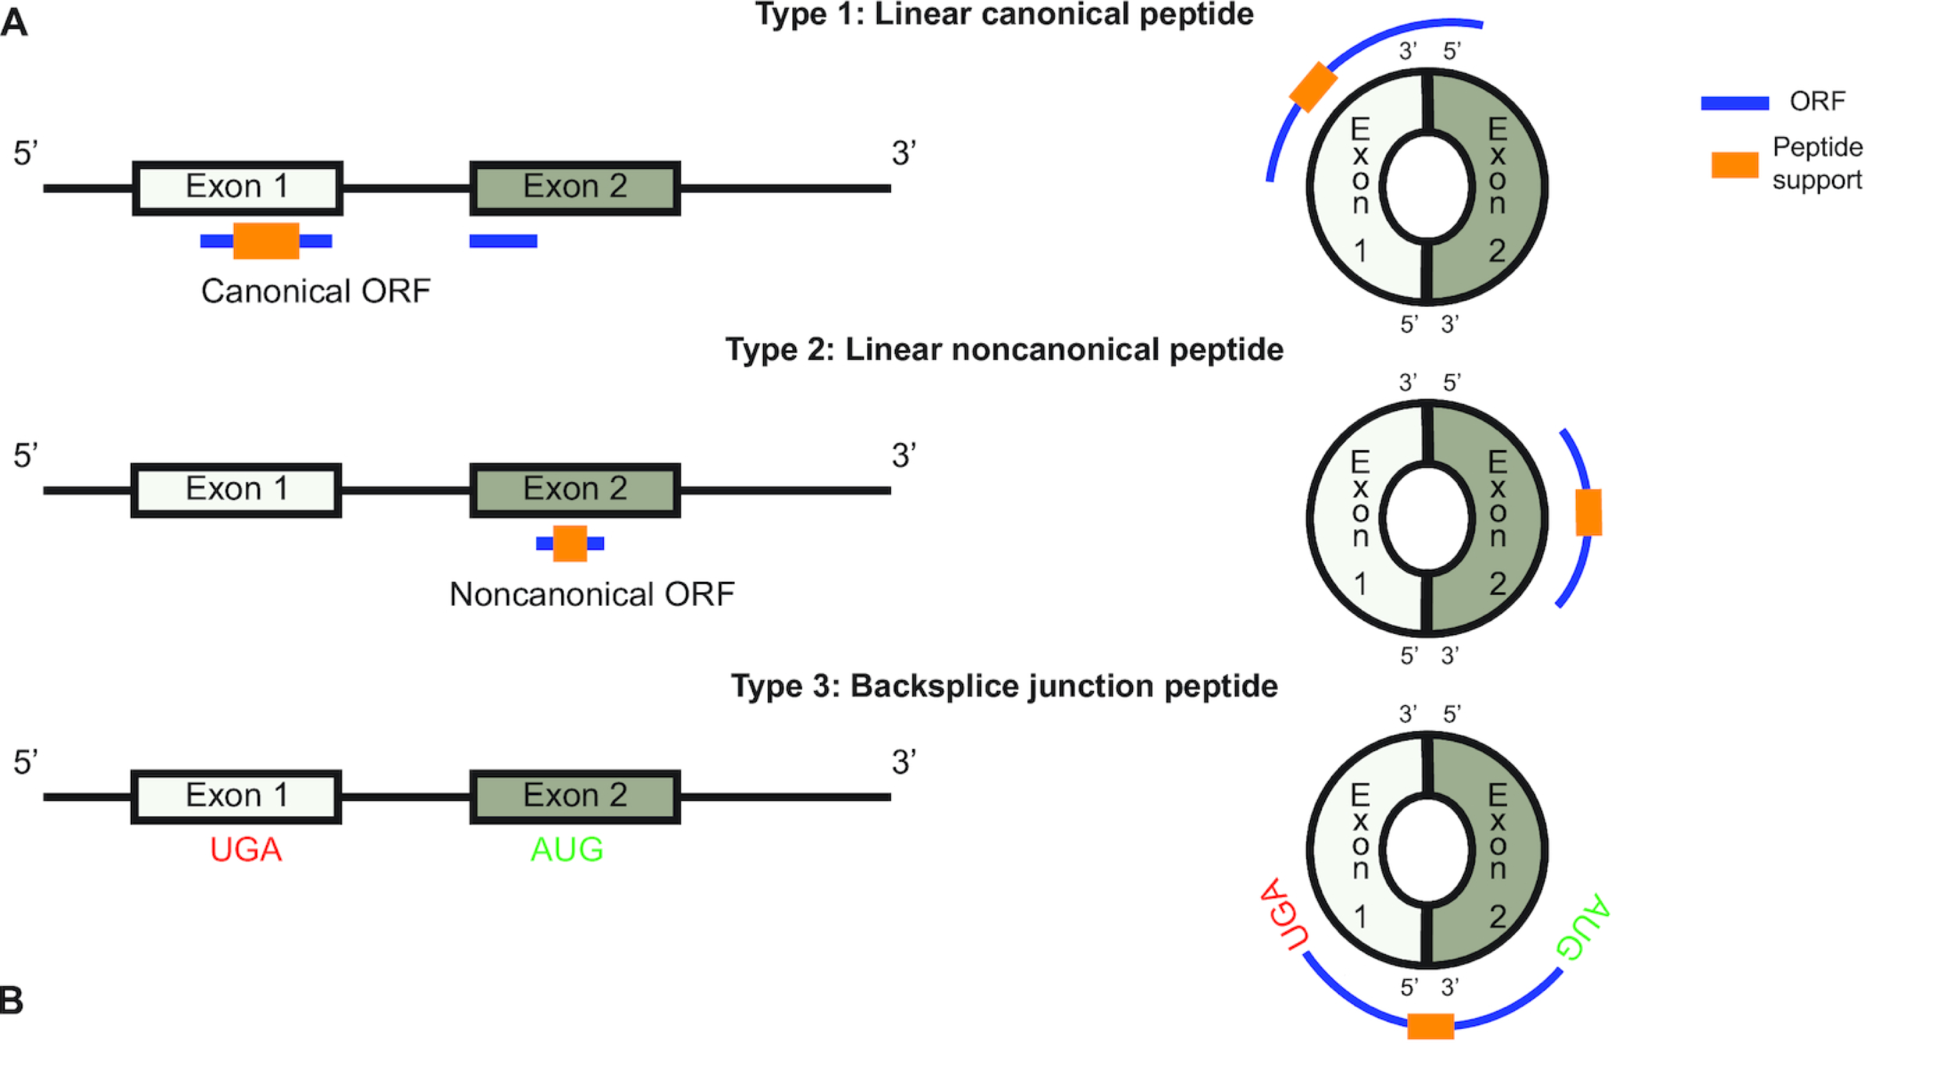 A
Type 1: Linear canonical peptide
3’ 5’
ORF
Peptide
support
5’ 3’
Exon 1
Exon 2
Exon 1
Exon 2
Canonical ORF
5’ 3’
Type 2: Linear noncanonical peptide
3’ 5’
5’ 3’
Exon 1
Exon 2
Exon 1
Exon 2
Noncanonical ORF
5’ 3’
Type 3: Backsplice junction peptide
3’ 5’
5’ 3’
Exon 1
Exon 2
Exon 1
Exon 2
UGA
AUG
UGA
AUG
5’ 3’
B